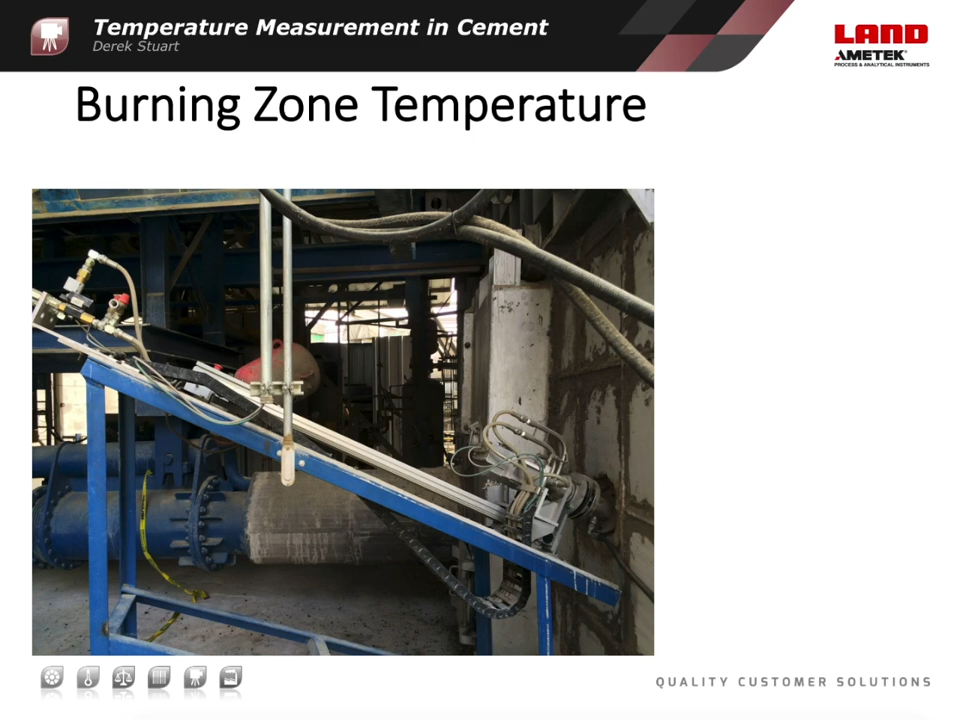 Temperature Measurement in Cement
Derek Stuart
LAND
AMETEK®
PROCESS & ANALYTICAL INSTRUMENTS
Burning Zone Temperature
QUALITY CUSTOMER SOLUTIONS